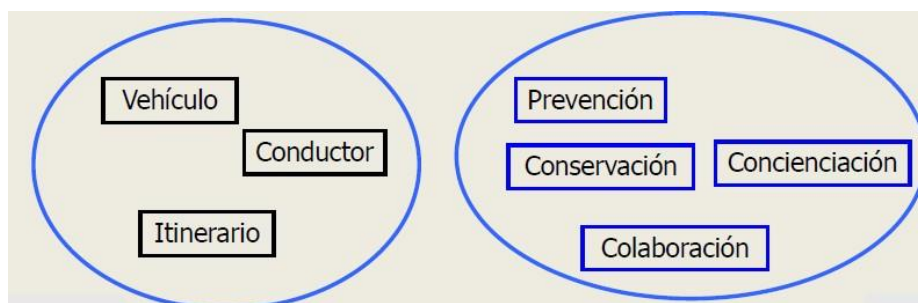 Vehículo
Conductor
Itinerario
Prevención
Conservación
Concienciación
Colaboración